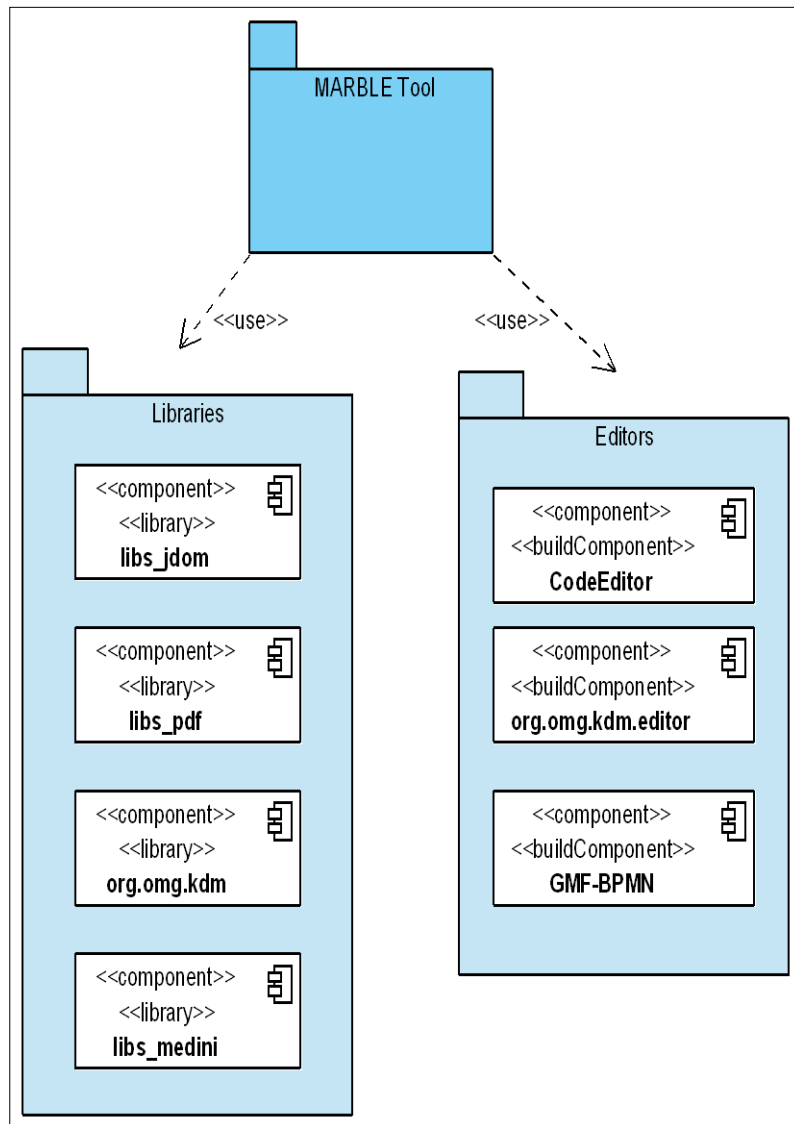 MARBLE Tool
<<use>>
<<use>>
Libraries
<<component>>
<<library>>
libs_jdom
<<component>>
<<library>>
libs_pdf
<<component>>
<<library>>
org.omg.kdm
<<component>>
<<library>>
libs_medini
Editors
<<component>>
<<buildComponent>>
CodeEditor
<<component>>
<<buildComponent>>
org.omg.kdm.editor
<<component>>
<<buildComponent>>
GMF-BPMN